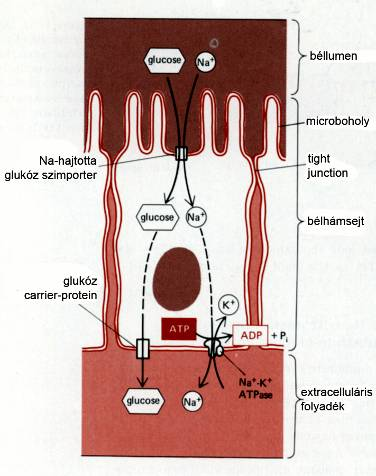 glucose
Na⁺
béllumen
microboholy
Na-hajtotta
glukóz szimporter
tight
junction
glucose
Na⁺
bélhámsejt
glukóz
carrier-protein
K⁺
ATP
ADP + Pi
Na⁺-K⁺
ATPase
glucose
Na⁺
extracelluláris
folyadék